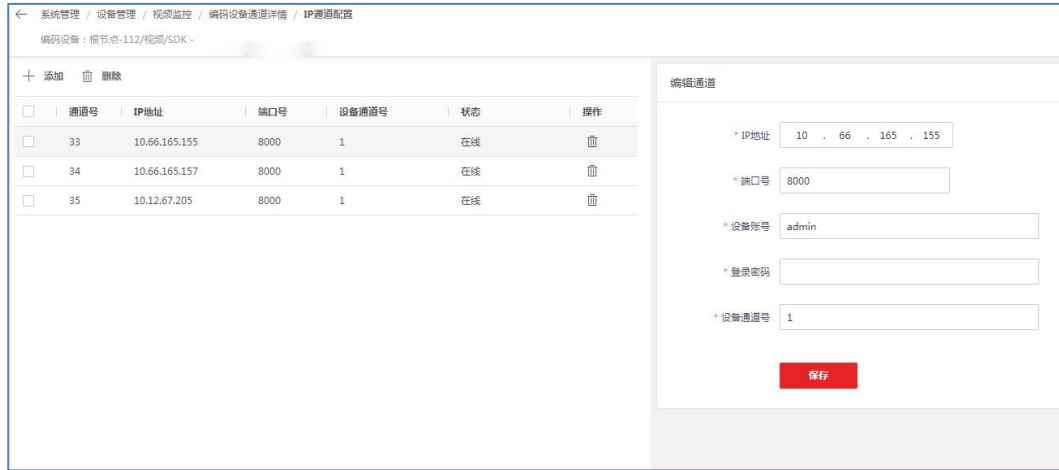 ← 系统管理 / 设备管理 / 视频监控 / 编码设备通道详情 / IP通道配置
编码设备：根节点-112/视频/SDK -
添加 删除
通道号 IP地址 端口号 设备通道号 状态 操作
33 10.66.165.155 8000 1 在线
34 10.66.165.157 8000 1 在线
35 10.12.67.205 8000 1 在线
编辑通道
* IP地址 10 . 66 . 165 . 155
* 端口号 8000
* 设备账号 admin
* 登录密码
* 设备通道号 1
保存